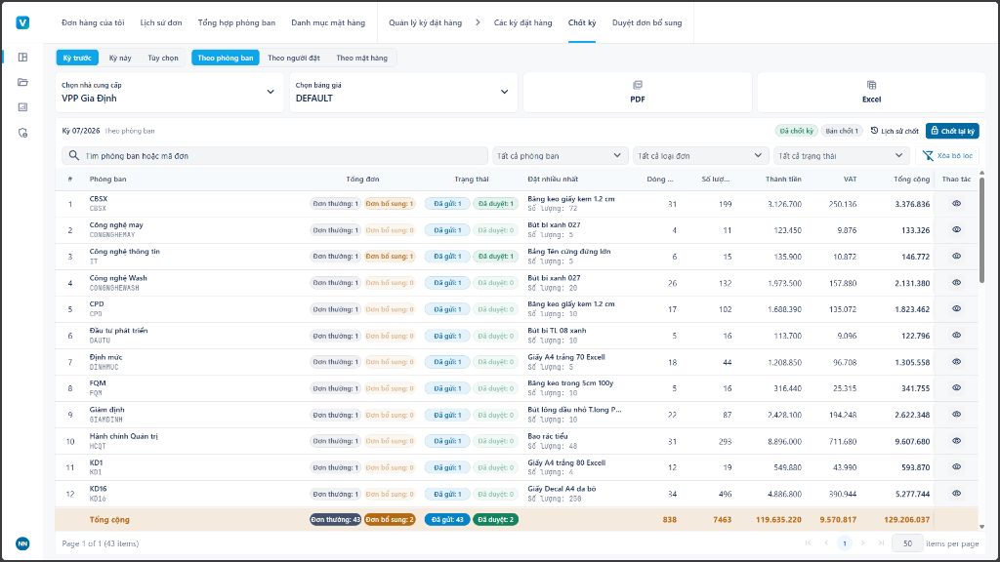 V
Đơn hàng của tôi Lịch sử đơn Tổng hợp phòng ban Danh mục mặt hàng Quản lý kỳ đặt hàng Các kỳ đặt hàng Chốt kỳ Duyệt đơn bổ sung
Kỳ trước Kỳ này Tùy chọn Theo phòng ban Theo người đặt Theo mặt hàng
Chọn nhà cung cấp
VPP Gia Định
Chọn bảng giá
DEFAULT
PDF
Excel
Kỳ 07/2026 Theo phòng ban Đã chốt kỳ Bản chốt 1 Lịch sử chốt Chốt lại kỳ
Tìm phòng ban hoặc mã đơn Tất cả phòng ban Tất cả loại đơn Tất cả trạng thái Xóa bộ lọc
# Phòng ban Tổng đơn Trạng thái Đặt nhiều nhất Dòng ... Số lượ... Thành tiền VAT Tổng cộng Thao tác
1 CBSX Đơn thường: 1 Đơn bổ sung: 1 Đã gửi: 1 Đã duyệt: 1 Băng keo giấy kem 1.2 cm 31 199 3.126.700 250.136 3.376.836
CBSX Số lượng: 72
2 Công nghệ may Đơn thường: 1 Đơn bổ sung: 0 Đã gửi: 1 Đã duyệt: 0 Bút bi xanh 027 4 11 123.450 9.876 133.326
CONGNGHEMAY Số lượng: 5
3 Công nghệ thông tin Đơn thường: 1 Đơn bổ sung: 1 Đã gửi: 1 Đã duyệt: 1 Bảng Tên cứng đứng lớn 6 15 135.900 10.872 146.772
IT Số lượng: 5
4 Công nghệ Wash Đơn thường: 1 Đơn bổ sung: 0 Đã gửi: 1 Đã duyệt: 0 Bút bi xanh 027 26 132 1.973.500 157.880 2.131.380
CONGNGHEWASH Số lượng: 20
5 CPD Đơn thường: 1 Đơn bổ sung: 0 Đã gửi: 1 Đã duyệt: 0 Băng keo giấy kem 1.2 cm 17 102 1.688.390 135.072 1.823.462
CPD Số lượng: 10
6 Đầu tư phát triển Đơn thường: 1 Đơn bổ sung: 0 Đã gửi: 1 Đã duyệt: 0 Bút bi TL 08 xanh 5 16 113.700 9.096 122.796
DAUTU Số lượng: 10
7 Định mức Đơn thường: 1 Đơn bổ sung: 0 Đã gửi: 1 Đã duyệt: 0 Giấy A4 trắng 70 Excell 18 44 1.208.850 96.708 1.305.558
DINHMUC Số lượng: 5
8 FQM Đơn thường: 1 Đơn bổ sung: 0 Đã gửi: 1 Đã duyệt: 0 Băng keo trong 5cm 100y 5 16 316.440 25.315 341.755
FQM Số lượng: 10
9 Giám định Đơn thường: 1 Đơn bổ sung: 0 Đã gửi: 1 Đã duyệt: 0 Bút lông dầu nhỏ T.long P... 22 87 2.428.100 194.248 2.622.348
GIAMDINH Số lượng: 10
10 Hành chính Quản trị Đơn thường: 1 Đơn bổ sung: 0 Đã gửi: 1 Đã duyệt: 0 Bao rác tiểu 31 293 8.896.000 711.680 9.607.680
HCQT Số lượng: 48
11 KD1 Đơn thường: 1 Đơn bổ sung: 0 Đã gửi: 1 Đã duyệt: 0 Giấy A4 trắng 80 Excell 12 19 549.880 43.990 593.870
KD1 Số lượng: 6
12 KD16 Đơn thường: 1 Đơn bổ sung: 0 Đã gửi: 1 Đã duyệt: 0 Giấy Decal A4 da bò 34 496 4.886.800 390.944 5.277.744
KD16 Số lượng: 250
Tổng cộng Đơn thường: 43 Đơn bổ sung: 2 Đã gửi: 43 Đã duyệt: 2 838 7463 119.635.220 9.570.817 129.206.037
NN Page 1 of 1 (43 items) 1 50 items per page